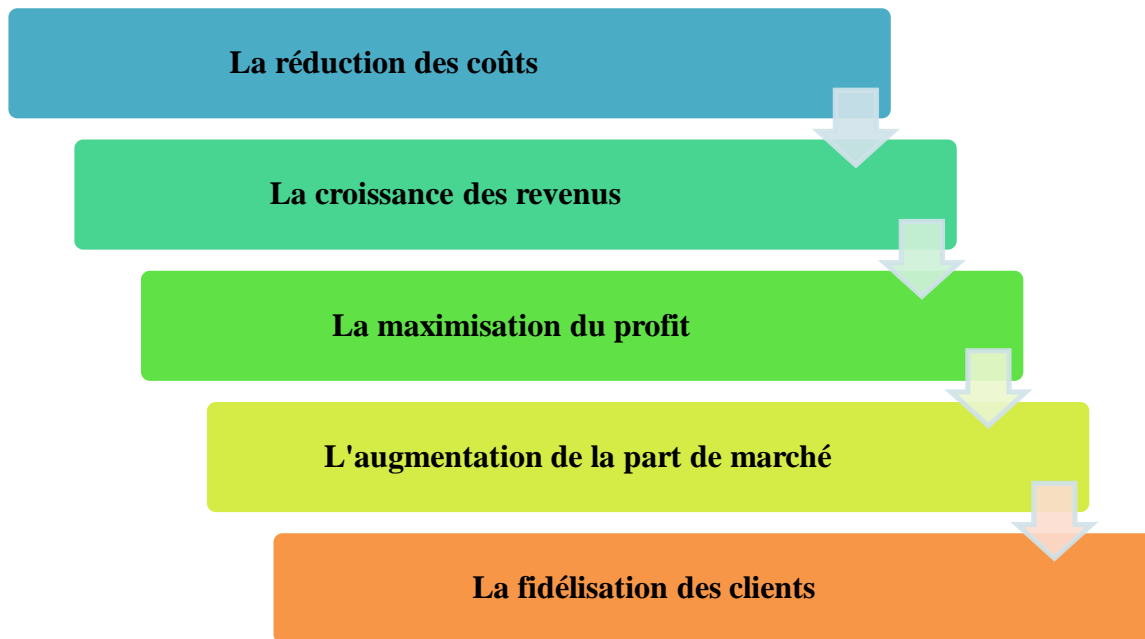 La réduction des coûts
La croissance des revenus
La maximisation du profit
L'augmentation de la part de marché
La fidélisation des clients